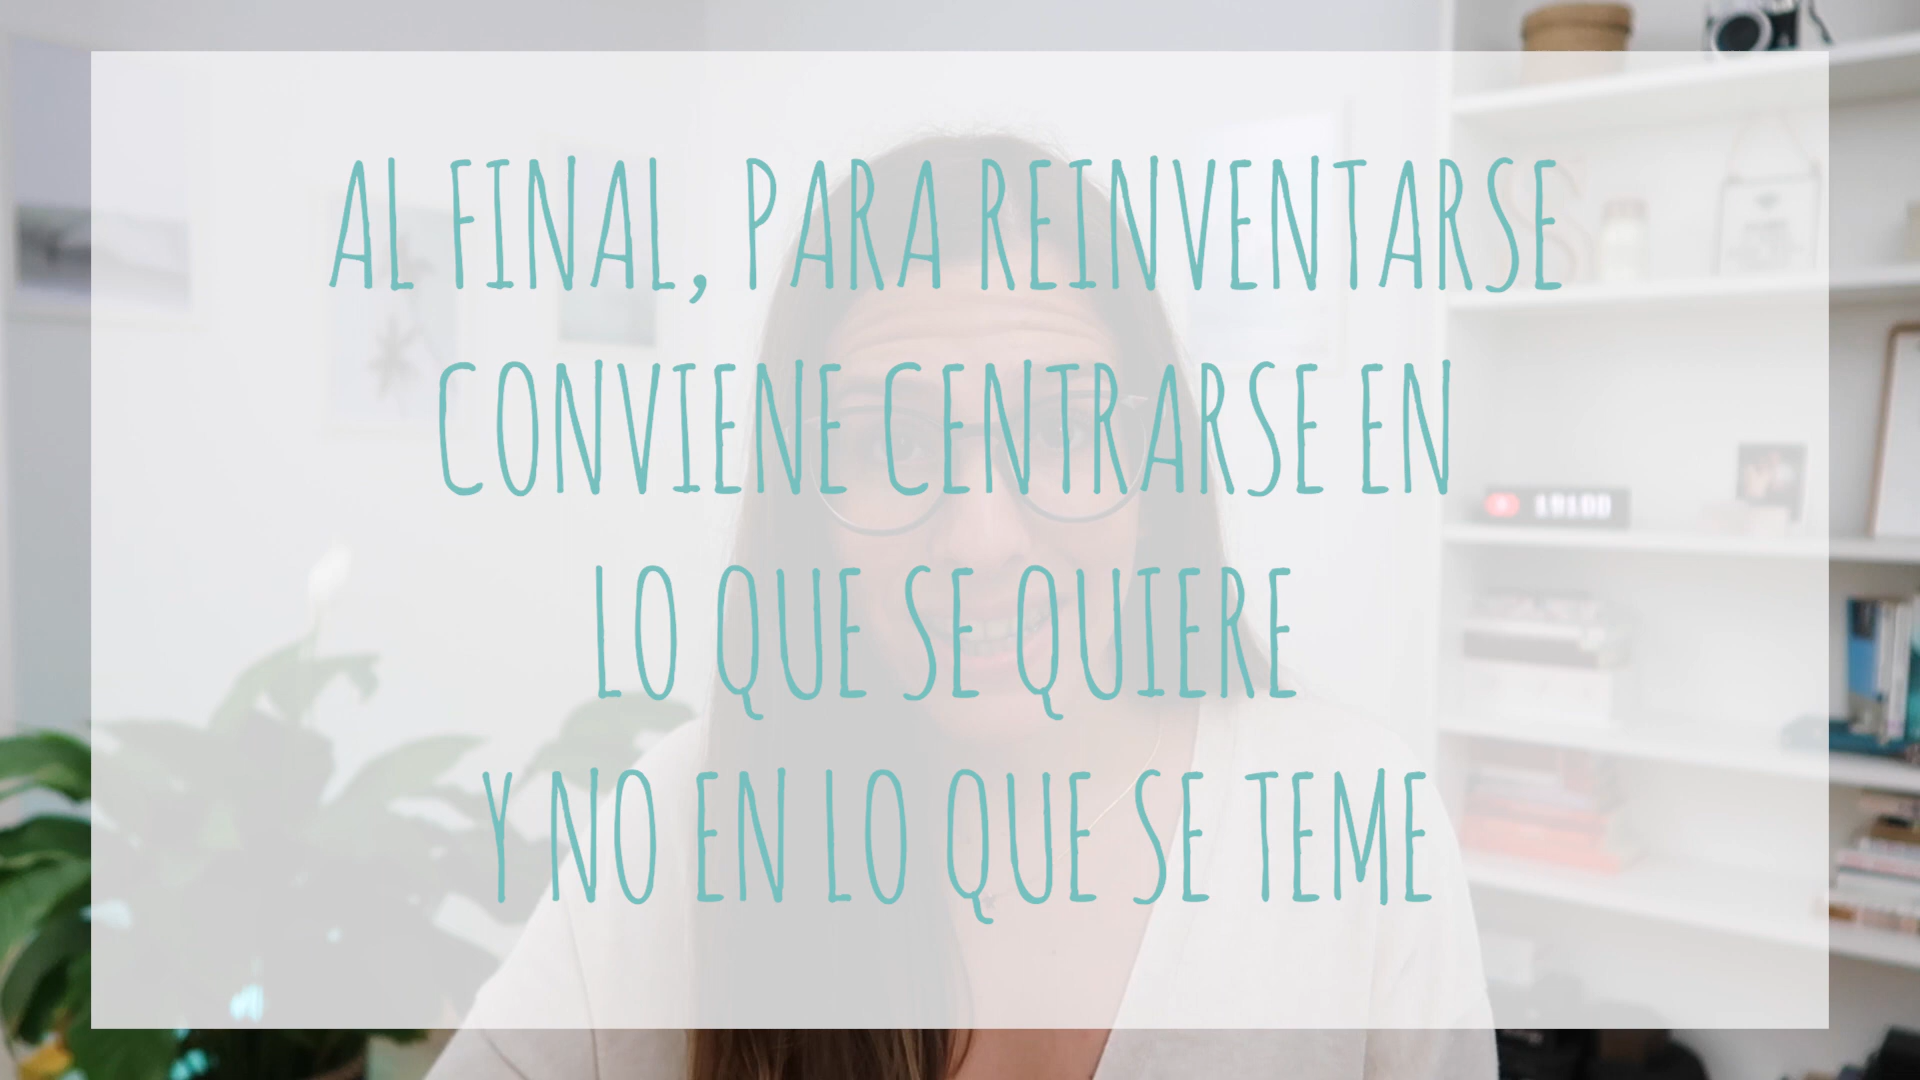 AL FINAL, PARA REINVENTARSE
CONVIENE CENTRARSE EN
LO QUE SE QUIERE
Y NO EN LO QUE SE TEME